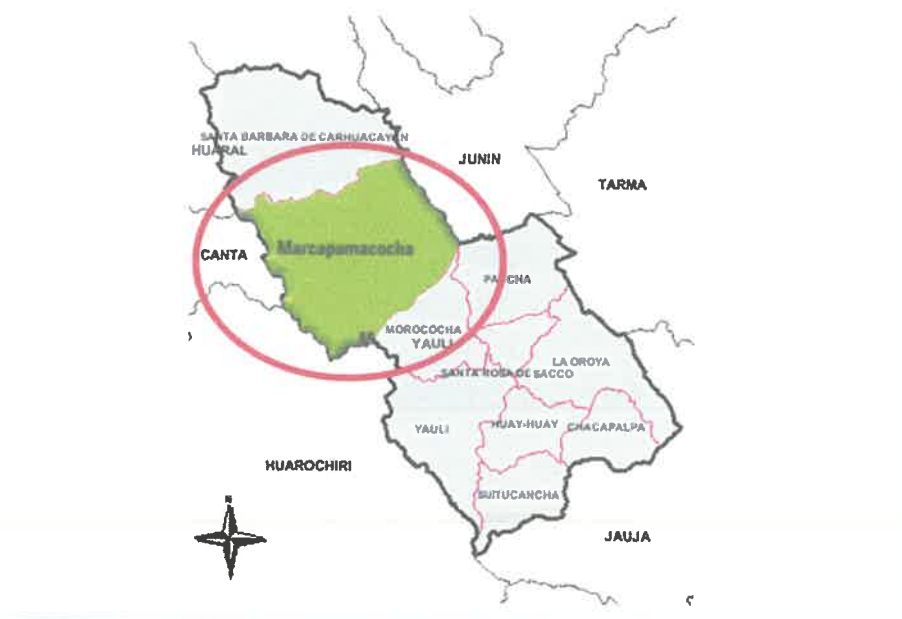 SANTA BARBARA DE CARHUACAYAN
HUARAL
JUNIN
TARMA
CANTA
Marcapamacocha
PACCHA
MOROCOCHA
YAULI
LA OROYA
SANTA ROSA DE SACCO
YAULI
HUAY-HUAY
CHACAPALPA
HUAROCHIRI
SUITUCANCHA
N
JAUJA